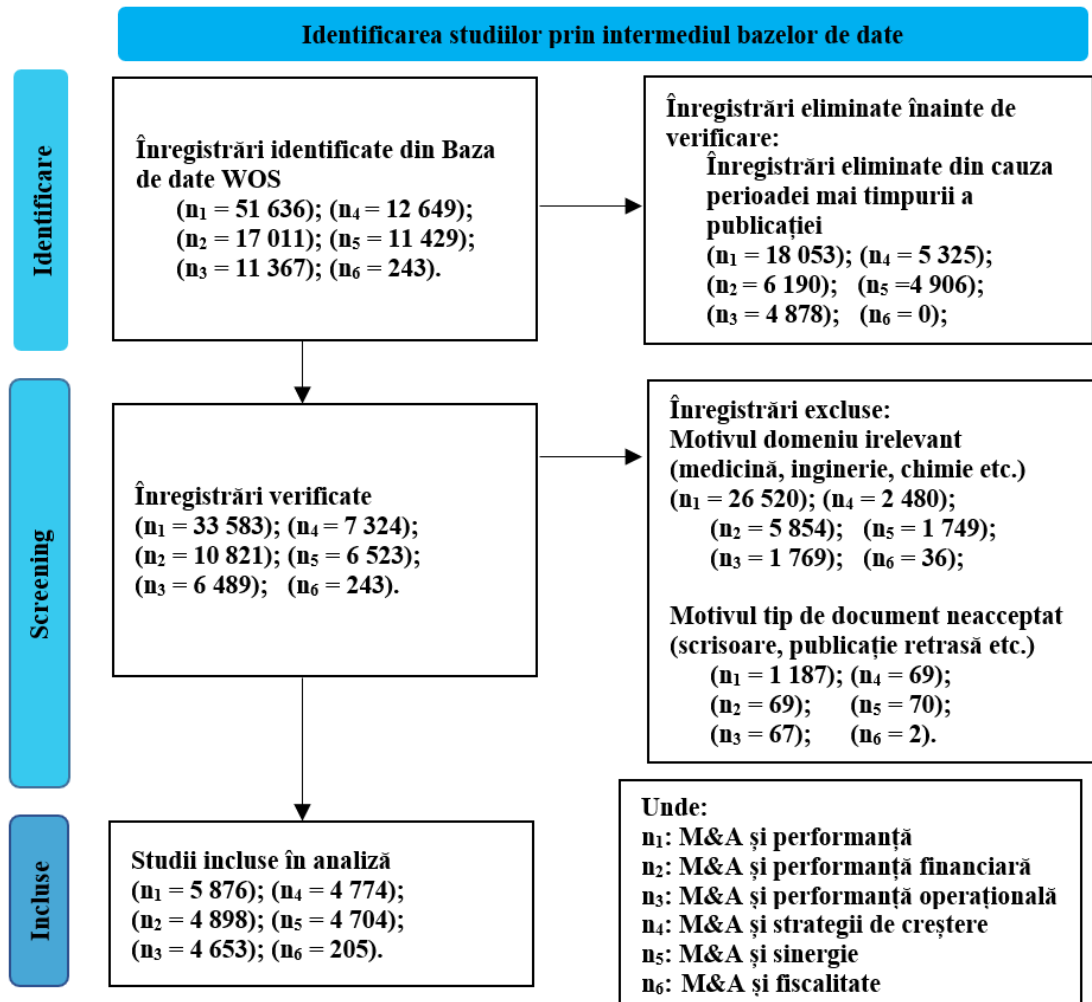 Identificarea studiilor prin intermediul bazelor de date
Identificare
Înregistrări identificate din Baza
de date WOS
(n₁ = 51 636); (n₄ = 12 649);
(n₂ = 17 011); (n₅ = 11 429);
(n₃ = 11 367); (n₆ = 243).
Înregistrări eliminate înainte de
verificare:
Înregistrări eliminate din cauza
perioadei mai timpurii a
publicației
(n₁ = 18 053); (n₄ = 5 325);
(n₂ = 6 190); (n₅ =4 906);
(n₃ = 4 878); (n₆ = 0);
Screening
Înregistrări verificate
(n₁ = 33 583); (n₄ = 7 324);
(n₂ = 10 821); (n₅ = 6 523);
(n₃ = 6 489); (n₆ = 243).
Înregistrări excluse:
Motivul domeniu irelevant
(medicină, inginerie, chimie etc.)
(n₁ = 26 520); (n₄ = 2 480);
(n₂ = 5 854); (n₅ = 1 749);
(n₃ = 1 769); (n₆ = 36);
Motivul tip de document neacceptat
(scrisoare, publicație retrasă etc.)
(n₁ = 1 187); (n₄ = 69);
(n₂ = 69); (n₅ = 70);
(n₃ = 67); (n₆ = 2).
Incluse
Studii incluse în analiză
(n₁ = 5 876); (n₄ = 4 774);
(n₂ = 4 898); (n₅ = 4 704);
(n₃ = 4 653); (n₆ = 205).
Unde:
n₁: M&A și performanță
n₂: M&A și performanță financiară
n₃: M&A și performanță operațională
n₄: M&A și strategii de creștere
n₅: M&A și sinergie
n₆: M&A și fiscalitate